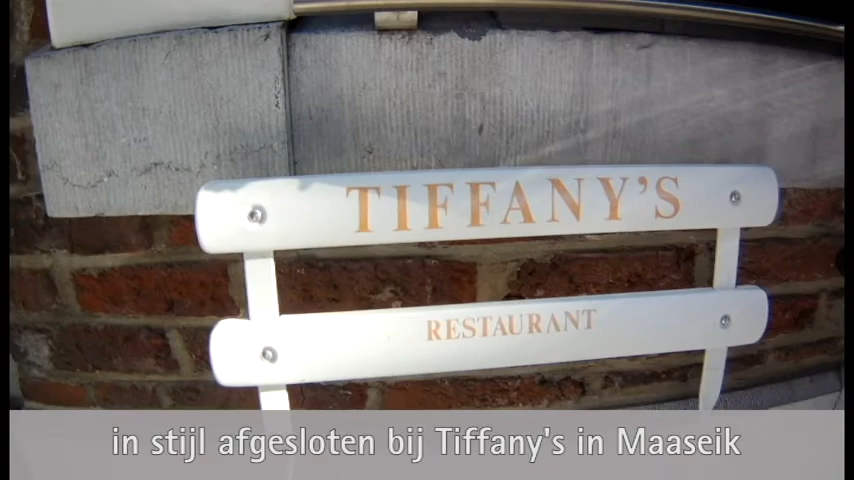 TIFFANY'S
RESTAURANT
in stijl afgesloten bij Tiffany's in Maaseik